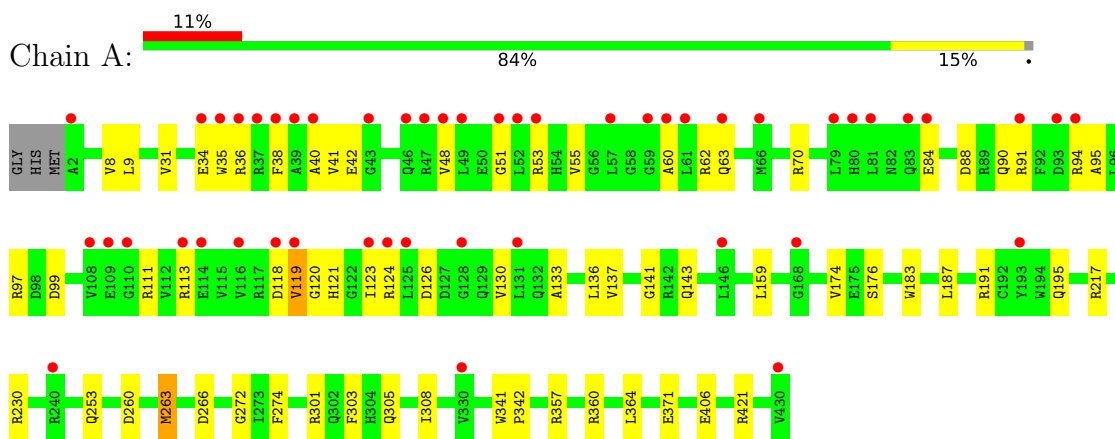 11%
Chain A:
84% 15% •
GLY HIS MET A2 V8 L9 V31 E34 W35 R36 R37 F38 A39 A40 V41 E42 G43 Q46 R47 V48 L49 E50 G51 L52 R53 H54 V55 G56 L57 G58 G59 A60 L61 R62 Q63 M66 R70 L79 H80 L81 N82 Q83 E84 D88 R89 Q90 R91 F92 D93 R94 A95 L96
R97 D98 D99 V108 E109 G110 R111 V112 R113 E114 V115 V116 R117 D118 V119 G120 H121 G122 I123 R124 L125 D126 D127 G128 Q129 V130 L131 Q132 A133 L136 V137 G141 R142 Q143 L146 L159 G168 V174 E175 S176 W183 L187 R191 C192 Y193 W194 Q195 R217
R230 R240 Q253 D260 M263 D266 G272 I273 F274 R301 Q302 F303 H304 Q305 I308 V330 W341 P342 R357 R360 L364 E371 E406 R421 V430